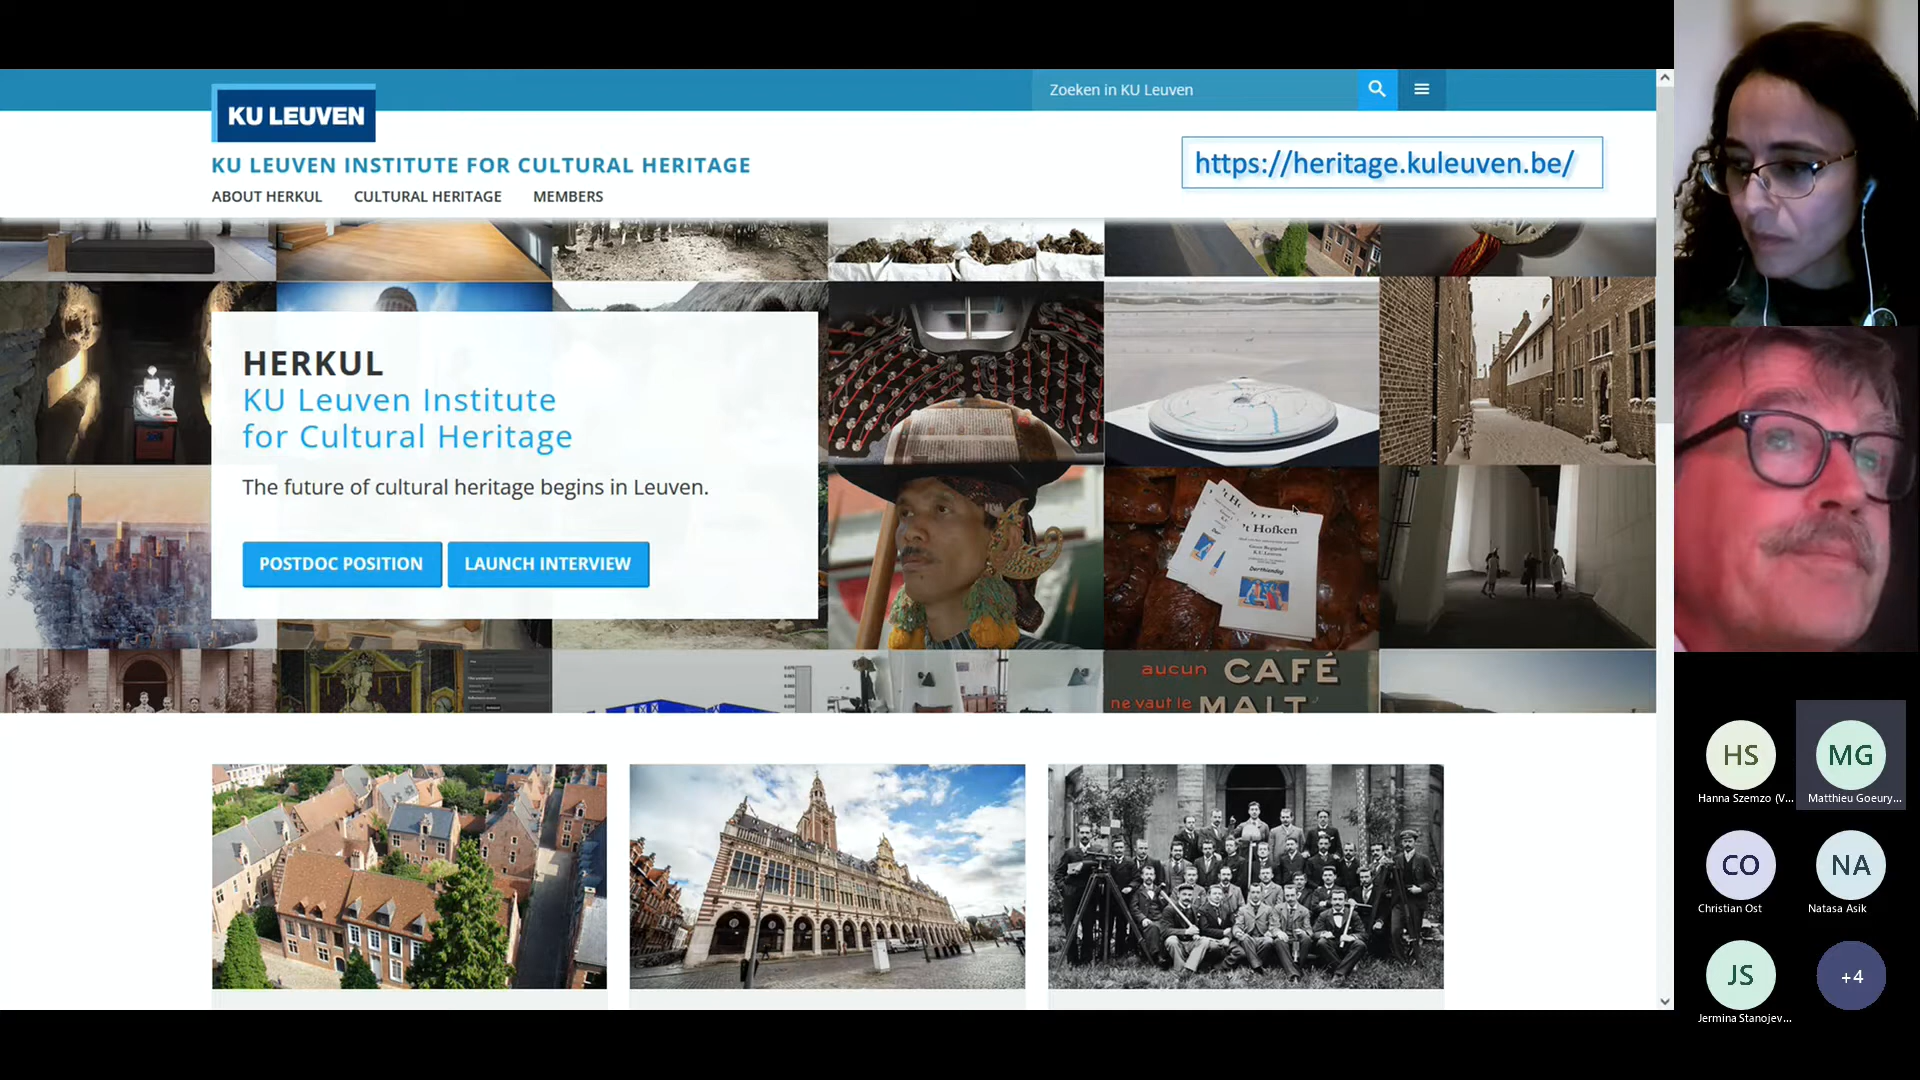 Zoeken in KU Leuven
KU LEUVEN
KU LEUVEN INSTITUTE FOR CULTURAL HERITAGE
https://heritage.kuleuven.be/
ABOUT HERKUL
CULTURAL HERITAGE
MEMBERS
HERKUL
KU Leuven Institute
for Cultural Heritage
The future of cultural heritage begins in Leuven.
POSTDOC POSITION
LAUNCH INTERVIEW
't Hofken
aucun CAFÉ
ne vaut le MALT
HS
Hanna Szemzo (V...
MG
Matthieu Goeury...
CO
Christian Ost
NA
Natasa Asik
JS
Jermina Stanojev...
+4